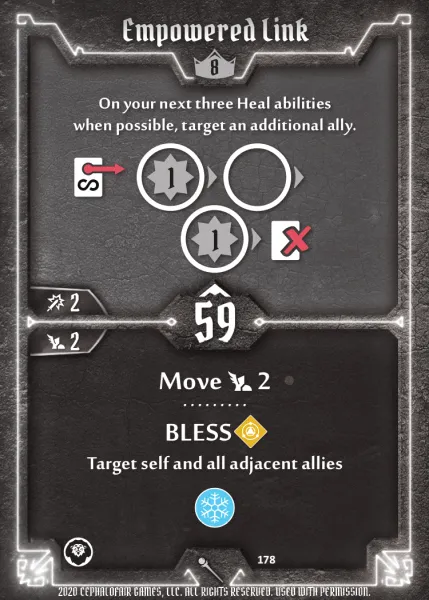 Empowered Link
8
On your next three Heal abilities
when possible, target an additional ally.
1
1
2
59
2
Move 2
BLESS
Target self and all adjacent allies
178
2020 CEPHALOFAIR GAMES, LLC. ALL RIGHTS RESERVED. USED WITH PERMISSION.